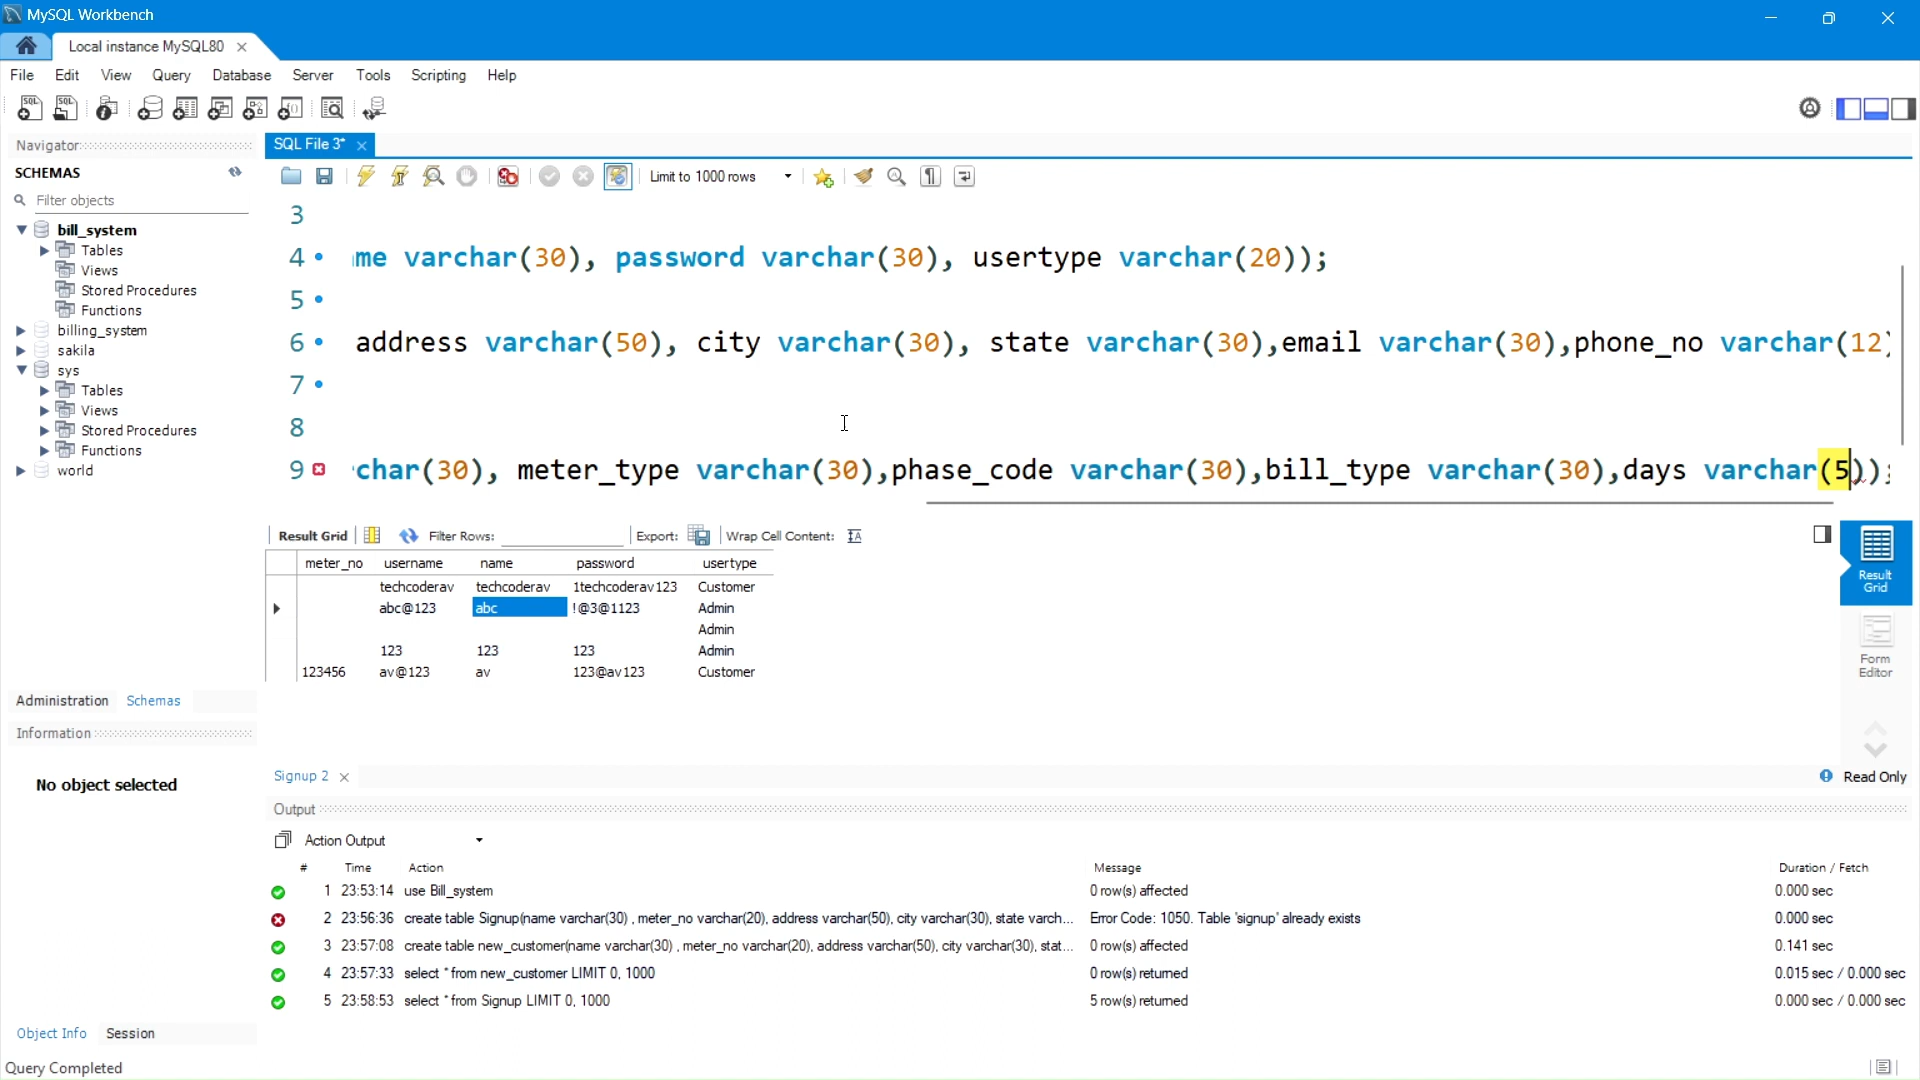 MySQL Workbench
Local instance MySQL80
File Edit View Query Database Server Tools Scripting Help
Navigator
SCHEMAS
Filter objects
bill_system
Tables
Views
Stored Procedures
Functions
billing_system
sakila
sys
Tables
Views
Stored Procedures
Functions
world
Administration Schemas
Information
No object selected
Object Info Session
Query Completed
SQL File 3*
Limit to 1000 rows
3
4 me varchar(30), password varchar(30), usertype varchar(20));
5
6 address varchar(50), city varchar(30), state varchar(30),email varchar(30),phone_no varchar(12)
7
8
9 char(30), meter_type varchar(30),phase_code varchar(30),bill_type varchar(30),days varchar(5));
Result Grid Filter Rows: Export: Wrap Cell Content:
meter_no username name password usertype
techcoderav techcoderav 1techcoderav123 Customer
abc@123 abc !@3@1123 Admin
Admin
123 123 123 Admin
123456 av@123 av 123@av123 Customer
Result Grid
Form Editor
Signup 2
Read Only
Output
Action Output
# Time Action Message Duration / Fetch
1 23:53:14 use Bill_system 0 row(s) affected 0.000 sec
2 23:56:36 create table Signup(name varchar(30) , meter_no varchar(20), address varchar(50), city varchar(30), state varch... Error Code: 1050. Table 'signup' already exists 0.000 sec
3 23:57:08 create table new_customer(name varchar(30) , meter_no varchar(20), address varchar(50), city varchar(30), stat... 0 row(s) affected 0.141 sec
4 23:57:33 select * from new_customer LIMIT 0, 1000 0 row(s) returned 0.015 sec / 0.000 sec
5 23:58:53 select * from Signup LIMIT 0, 1000 5 row(s) returned 0.000 sec / 0.000 sec